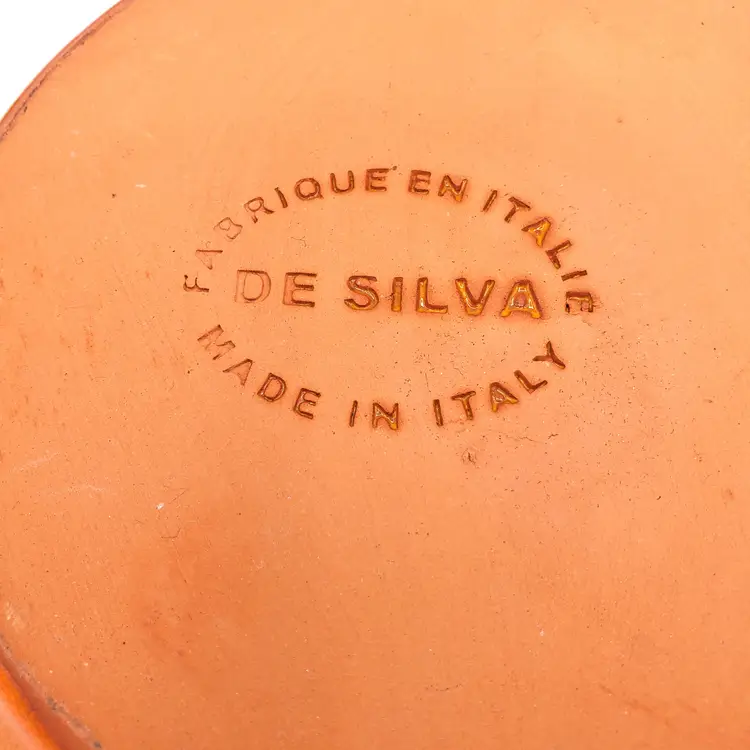 FABRIQUE EN ITALIE
DE SILVA
MADE IN ITALY